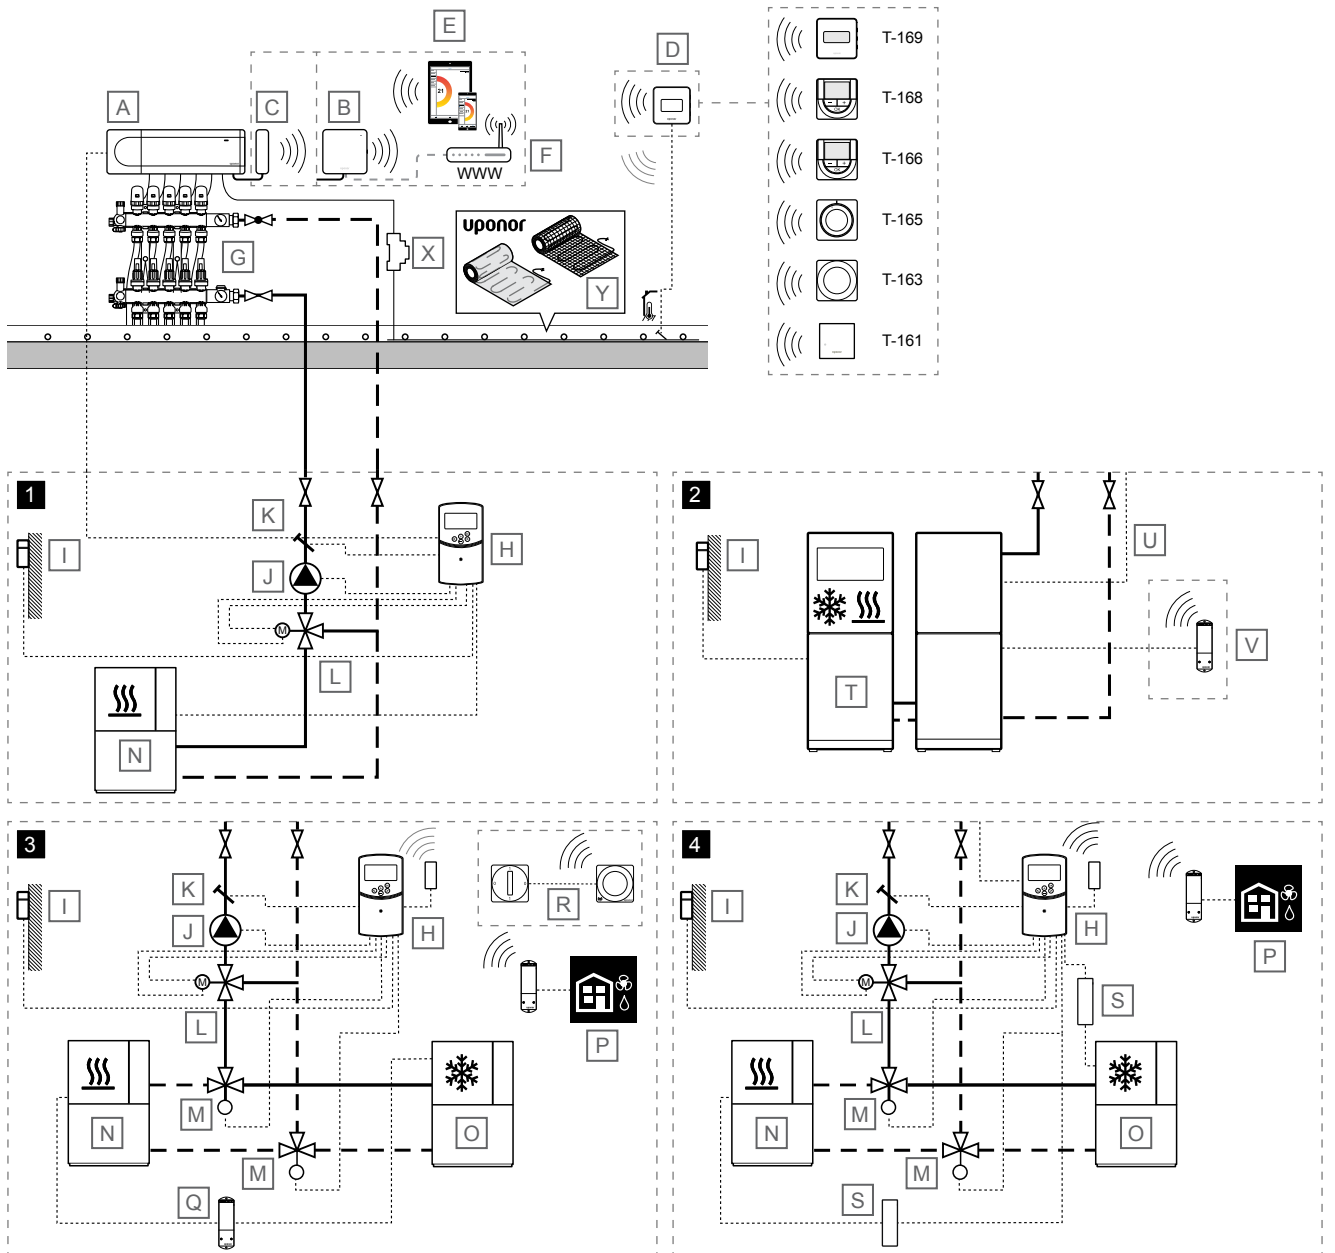 E
D
T-169
A
C
B
T-168
F
WWW
T-166
uponor
T-165
G
X
Y
T-163
T-161
1
K
H
I
J
M
L
N
2
U
I
V
T
3
K
I
J
H
R
M
L
P
N
M
O
M
Q
4
K
I
J
H
P
M
S
L
N
M
O
M
S